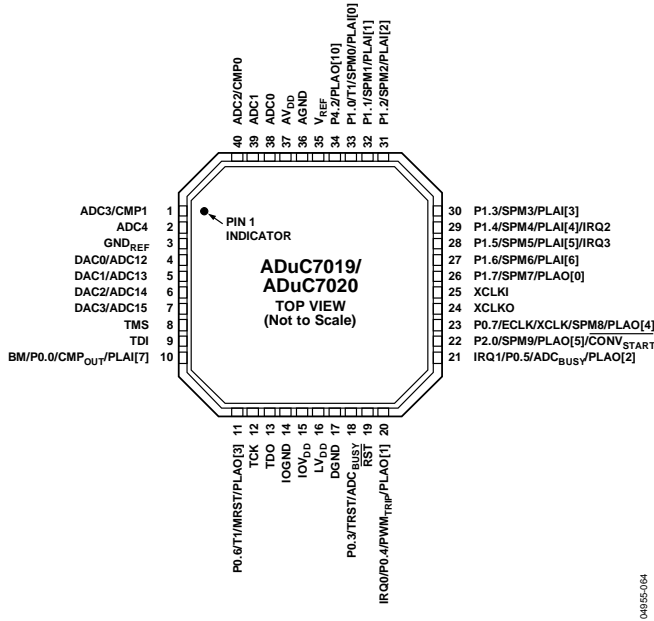 40 ADC2/CMP0
39 ADC1
38 ADC0
37 AVDD
36 AGND
35 VREF
34 P4.2/PLAO[10]
33 P1.0/T1/SPM0/PLAI[0]
32 P1.1/SPM1/PLAI[1]
31 P1.2/SPM2/PLAI[2]
ADC3/CMP1 1
ADC4 2
GNDREF 3
DAC0/ADC12 4
DAC1/ADC13 5
DAC2/ADC14 6
DAC3/ADC15 7
TMS 8
TDI 9
BM/P0.0/CMPOUT/PLAI[7] 10
PIN 1
INDICATOR
ADuC7019/
ADuC7020
TOP VIEW
(Not to Scale)
30 P1.3/SPM3/PLAI[3]
29 P1.4/SPM4/PLAI[4]/IRQ2
28 P1.5/SPM5/PLAI[5]/IRQ3
27 P1.6/SPM6/PLAI[6]
26 P1.7/SPM7/PLAO[0]
25 XCLKI
24 XCLKO
23 P0.7/ECLK/XCLK/SPM8/PLAO[4]
22 P2.0/SPM9/PLAO[5]/CONVSTART
21 IRQ1/P0.5/ADCBUSY/PLAO[2]
P0.6/T1/MRST/PLAO[3] 11
TCK 12
TDO 13
IOGND 14
IOVDD 15
LVDD 16
DGND 17
P0.3/TRST/ADCBUSY 18
RST 19
IRQ0/P0.4/PWMTRIP/PLAO[1] 20
04955-064